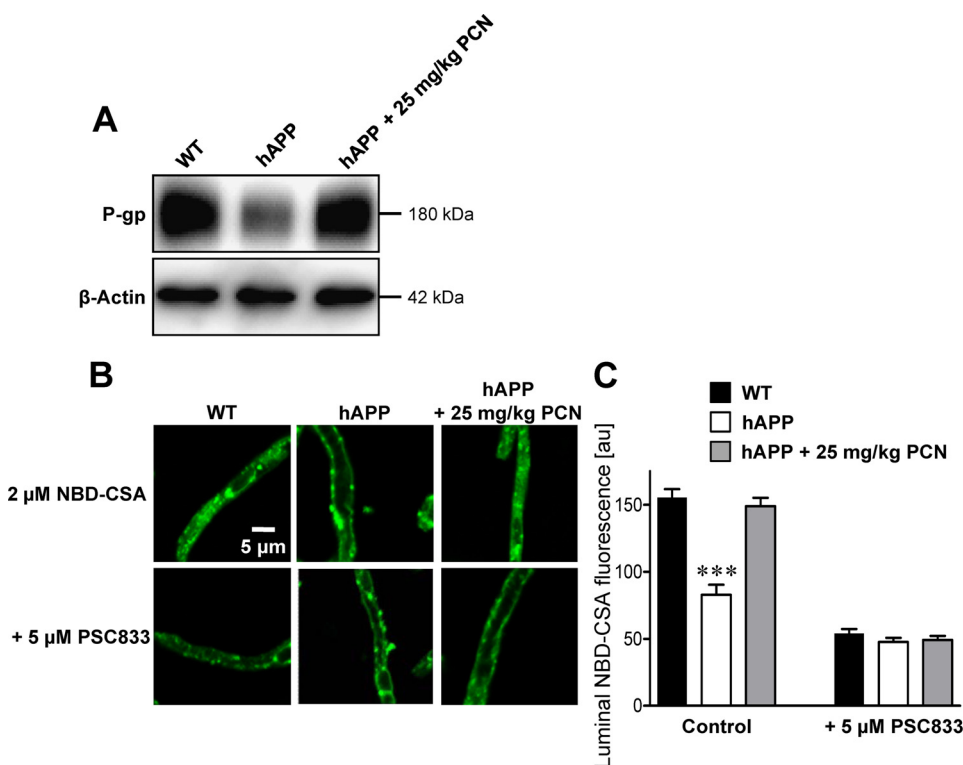 A
WT
hAPP
hAPP + 25 mg/kg PCN
P-gp
180 kDa
β-Actin
42 kDa
B
WT
hAPP
hAPP
+ 25 mg/kg PCN
2 µM NBD-CSA
5 µm
+ 5 µM PSC833
C
WT
hAPP
hAPP + 25 mg/kg PCN
Luminal NBD-CSA fluorescence [au]
150
100
50
0
***
Control
+ 5 µM PSC833